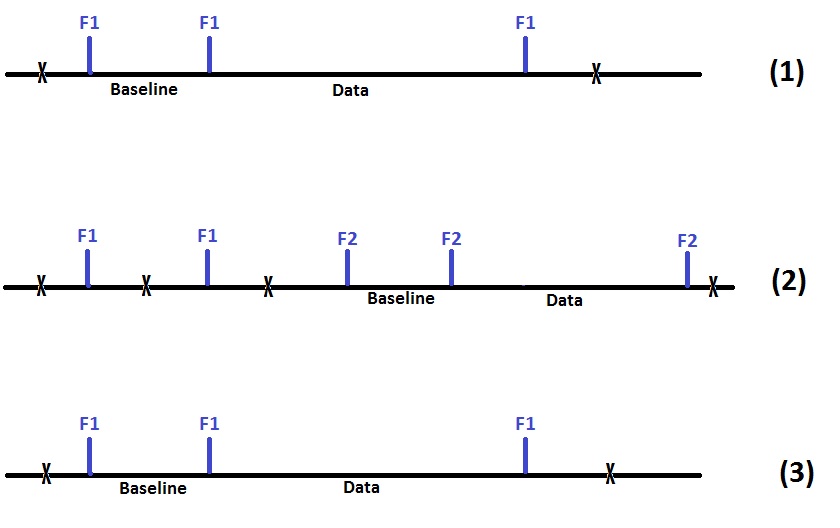 F1 F1 F1
X X (1)
Baseline Data
F1 F1 F2 F2 F2
X X X X (2)
Baseline Data
F1 F1 F1
X X (3)
Baseline Data